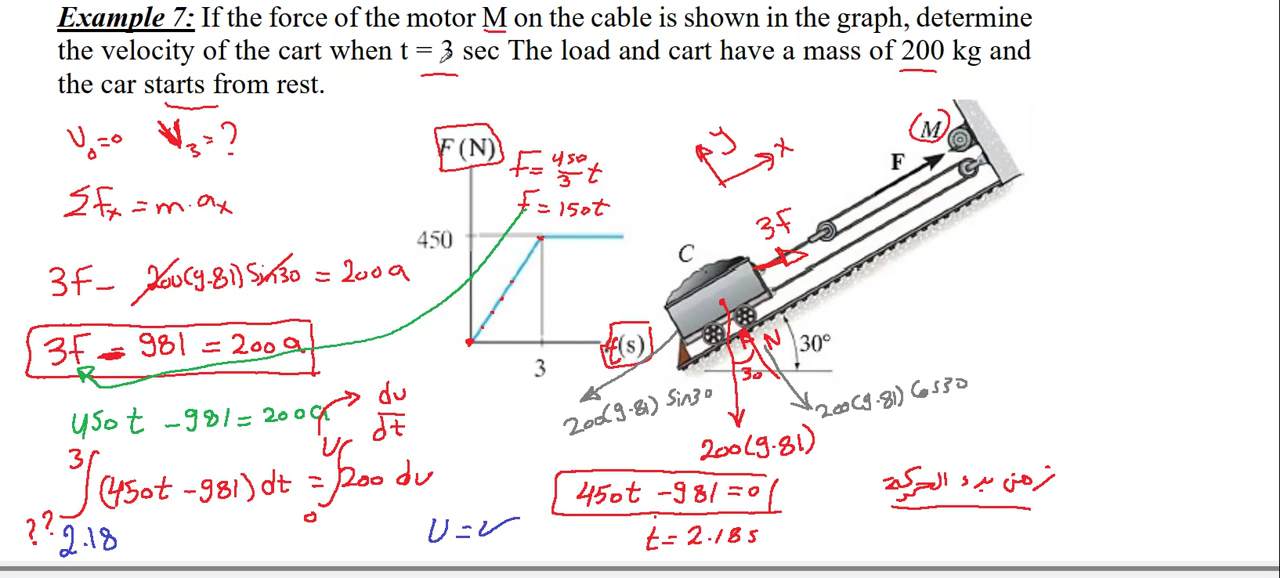 Example 7: If the force of the motor M on the cable is shown in the graph, determine
the velocity of the cart when t = 3 sec The load and cart have a mass of 200 kg and
the car starts from rest.
V₀=0 V₃=?
ΣFx = m.ax
3F - 200(9.81) Sin30 = 200a
3F - 981 = 200a
450t - 981 = 200a
dv/dt
3
∫(450t - 981) dt = ∫200 dv
v
0
?? 2.18
v = ✓
F (N)
F = 450/3 t
F = 150t
450
3
t(s)
y x
M
F
3F
C
N
30°
30
200(9.81) Sin30
200(9.81) Cos30
200(9.81)
450t - 981 = 0
t = 2.18 s
زمن بدء الحركة